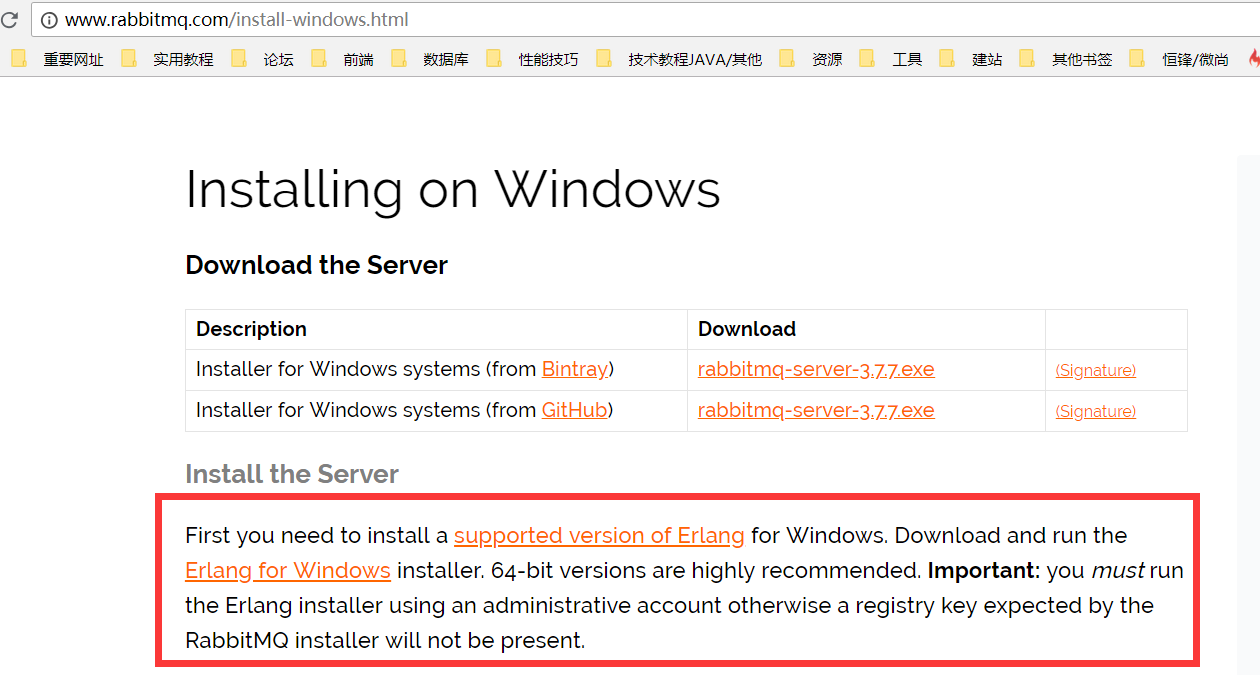 www.rabbitmq.com/install-windows.html
重要网址 实用教程 论坛 前端 数据库 性能技巧 技术教程JAVA/其他 资源 工具 建站 其他书签 恒锋/微尚
Installing on Windows
Download the Server
Description Download
Installer for Windows systems (from Bintray) rabbitmq-server-3.7.7.exe (Signature)
Installer for Windows systems (from GitHub) rabbitmq-server-3.7.7.exe (Signature)
Install the Server
First you need to install a supported version of Erlang for Windows. Download and run the
Erlang for Windows installer. 64-bit versions are highly recommended. Important: you must run
the Erlang installer using an administrative account otherwise a registry key expected by the
RabbitMQ installer will not be present.